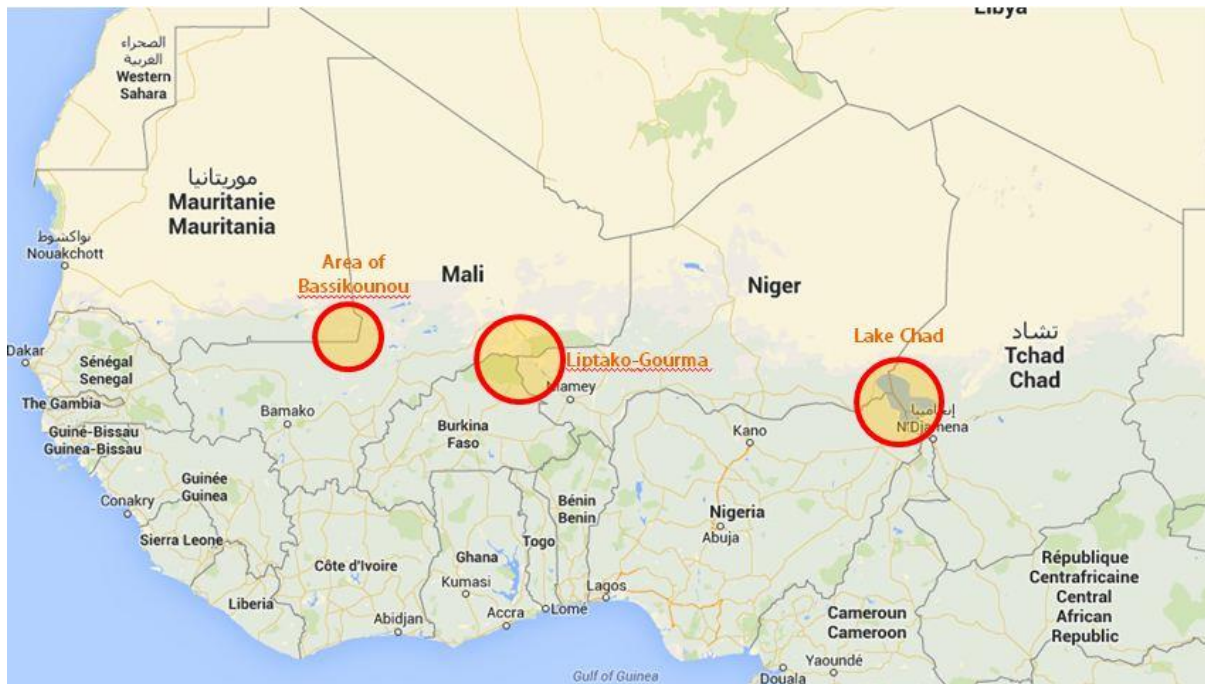 Libya
الصحراء
الغربية
Western
Sahara
موريتانيا
Mauritanie
Mauritania
نواكشوط
Nouakchott
Area of
Bassikounou
Mali
Niger
Lake Chad
تشاد
Tchad
Chad
Liptako-Gourma
Niamey
إنجامينا
N'Djamena
Dakar
Sénégal
Senegal
The Gambia
Guiné-Bissau
Guinea-Bissau
Bamako
Burkina
Faso
Kano
Guinée
Guinea
Conakry
Sierra Leone
Bénin
Benin
Nigeria
Abuja
Togo
Ghana
Côte d'Ivoire
Kumasi
Lagos
Liberia
Abidjan
Accra
Lomé
Cameroun
Cameroon
République
Centrafricaine
Central
African
Republic
Yaoundé
Douala
Gulf of Guinea